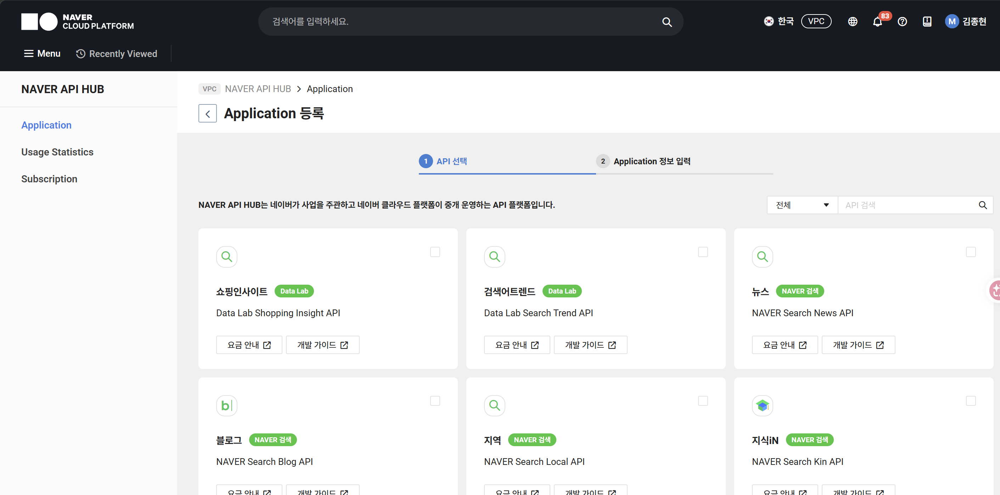 NAVER
CLOUD PLATFORM
검색어를 입력하세요.
한국
VPC
83
M
김종현
Menu
Recently Viewed
NAVER API HUB
Application
Usage Statistics
Subscription
VPC NAVER API HUB > Application
Application 등록
1 API 선택
2 Application 정보 입력
NAVER API HUB는 네이버가 사업을 주관하고 네이버 클라우드 플랫폼이 중개 운영하는 API 플랫폼입니다.
전체
API 검색
쇼핑인사이트 Data Lab
Data Lab Shopping Insight API
요금 안내
개발 가이드
검색어트렌드 Data Lab
Data Lab Search Trend API
요금 안내
개발 가이드
뉴스 NAVER 검색
NAVER Search News API
요금 안내
개발 가이드
b
블로그 NAVER 검색
NAVER Search Blog API
요금 안내
개발 가이드
지역 NAVER 검색
NAVER Search Local API
요금 안내
개발 가이드
지식iN NAVER 검색
NAVER Search Kin API
요금 안내
개발 가이드